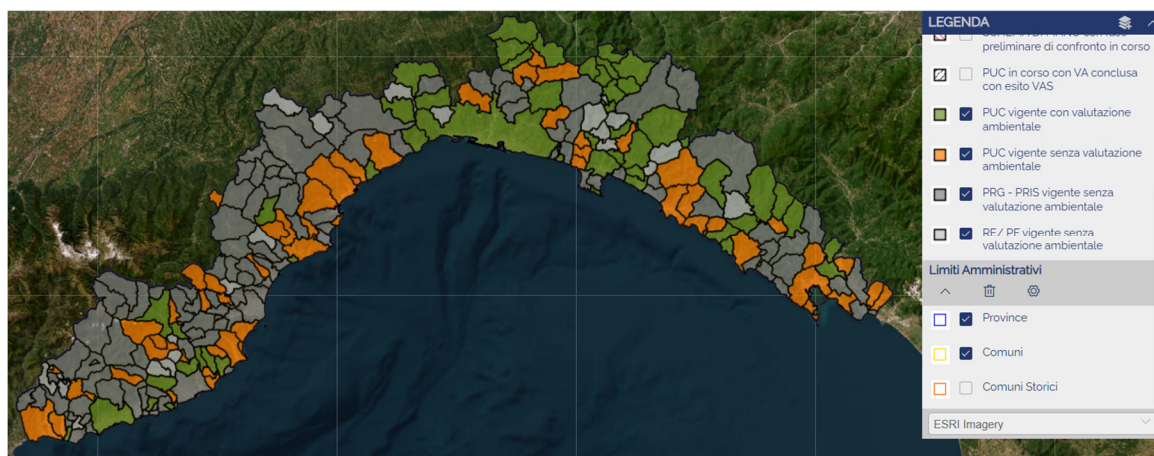 LEGENDA
preliminare di confronto in corso
PUC in corso con VA conclusa
con esito VAS
PUC vigente con valutazione
ambientale
PUC vigente senza valutazione
ambientale
PRG - PRIS vigente senza
valutazione ambientale
RE/ PF vigente senza
valutazione ambientale
Limiti Amministrativi
Province
Comuni
Comuni Storici
ESRI Imagery